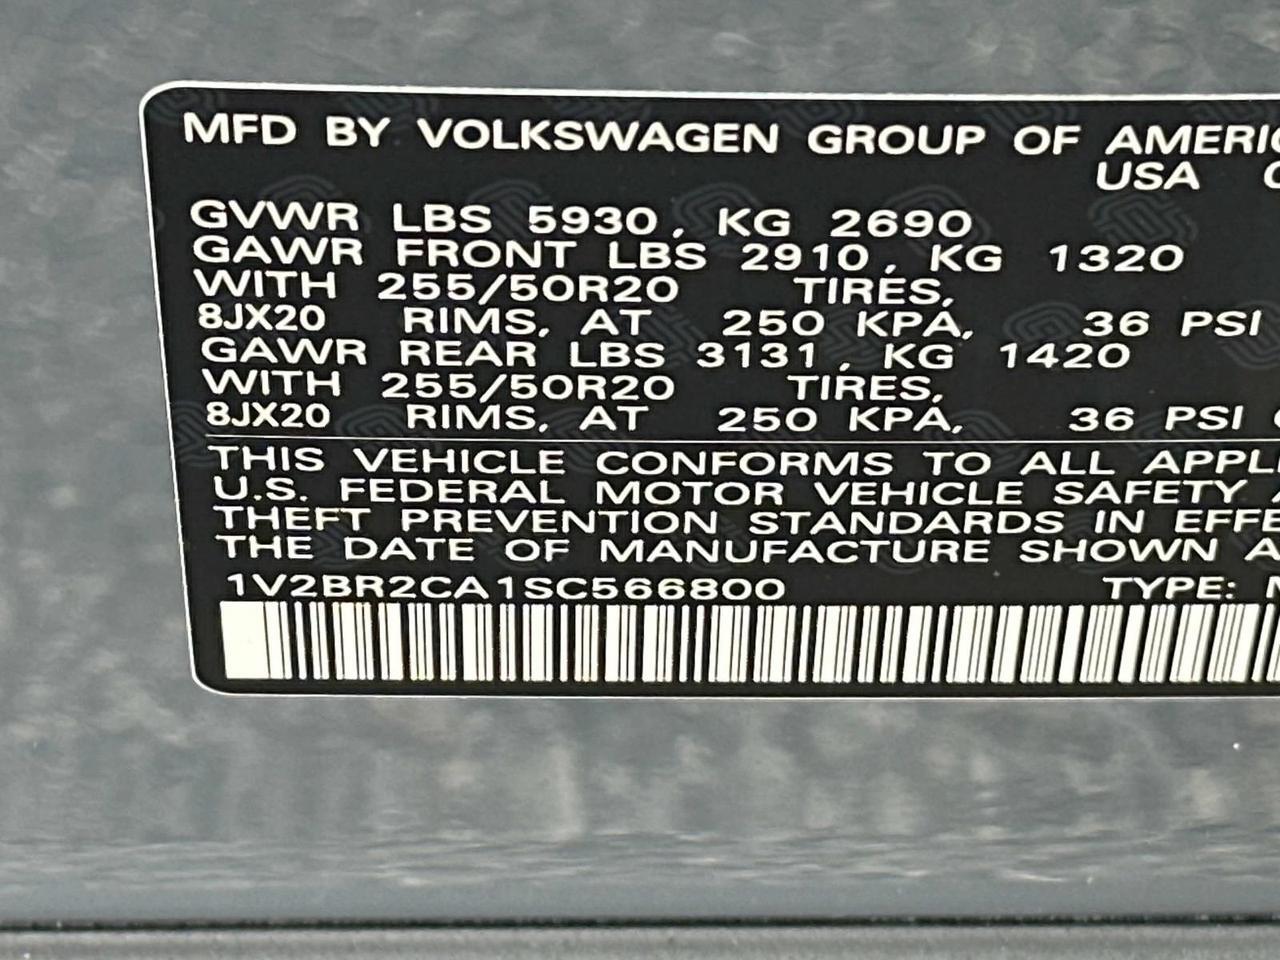 MFD BY VOLKSWAGEN GROUP OF
USA
GVWR LBS 5930, KG 2690
GAWR FRONT LBS 2910, KG 1320
WITH 255/50R20 TIRES,
8JX20 RIMS, AT 250 KPA, 36 PSI
GAWR REAR LBS 3131, KG 1420
WITH 255/50R20 TIRES,
8JX20 RIMS, AT 250 KPA, 36 PSI
THIS VEHICLE CONFORMS TO ALL
U.S. FEDERAL MOTOR VEHICLE SAFETY
THEFT PREVENTION STANDARDS IN
THE DATE OF MANUFACTURE SHOWN
1V2BR2CA1SC566800 TYPE: